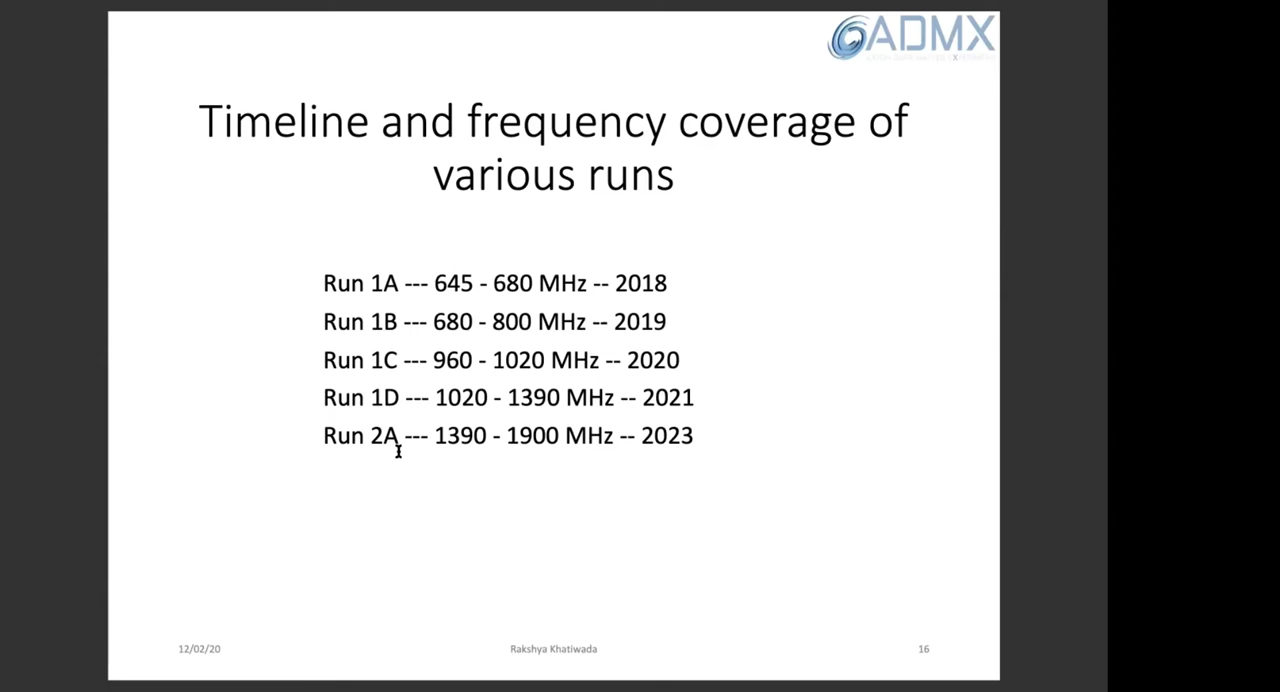 ADMX
Timeline and frequency coverage of
various runs
Run 1A --- 645 - 680 MHz -- 2018
Run 1B --- 680 - 800 MHz -- 2019
Run 1C --- 960 - 1020 MHz -- 2020
Run 1D --- 1020 - 1390 MHz -- 2021
Run 2A --- 1390 - 1900 MHz -- 2023
12/02/20
Rakshya Khatiwada
16